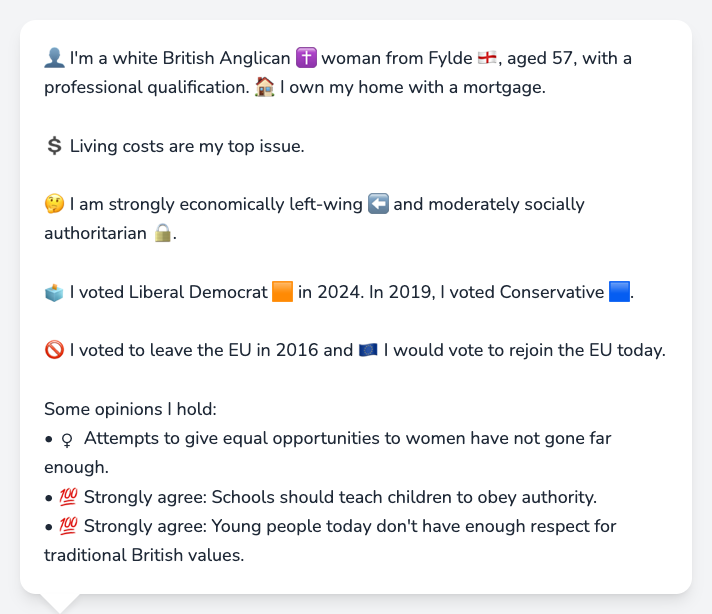 👤 I'm a white British Anglican ✝️ woman from Fylde 🏴󠁧󠁢󠁥󠁮󠁧󠁿, aged 57, with a
professional qualification. 🏠 I own my home with a mortgage.
💲 Living costs are my top issue.
🤔 I am strongly economically left-wing ⬅️ and moderately socially
authoritarian 🔒.
🗳️ I voted Liberal Democrat 🟧 in 2024. In 2019, I voted Conservative 🟦.
🚫 I voted to leave the EU in 2016 and 🇪🇺 I would vote to rejoin the EU today.
Some opinions I hold:
• ♀ Attempts to give equal opportunities to women have not gone far
enough.
• 💯 Strongly agree: Schools should teach children to obey authority.
• 💯 Strongly agree: Young people today don't have enough respect for
traditional British values.